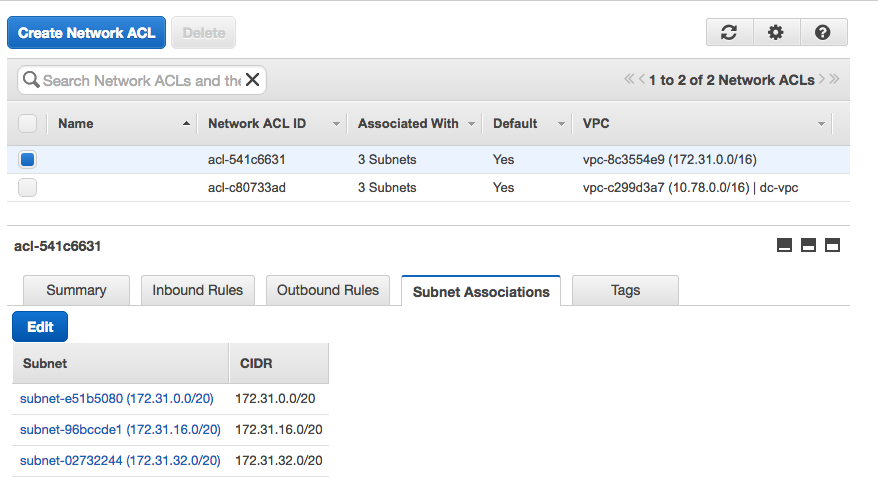 Create Network ACL Delete
Search Network ACLs and the
1 to 2 of 2 Network ACLs
Name Network ACL ID Associated With Default VPC
acl-541c6631 3 Subnets Yes vpc-8c3554e9 (172.31.0.0/16)
acl-c80733ad 3 Subnets Yes vpc-c299d3a7 (10.78.0.0/16) | dc-vpc
acl-541c6631
Summary Inbound Rules Outbound Rules Subnet Associations Tags
Edit
Subnet CIDR
subnet-e51b5080 (172.31.0.0/20) 172.31.0.0/20
subnet-96bccde1 (172.31.16.0/20) 172.31.16.0/20
subnet-02732244 (172.31.32.0/20) 172.31.32.0/20